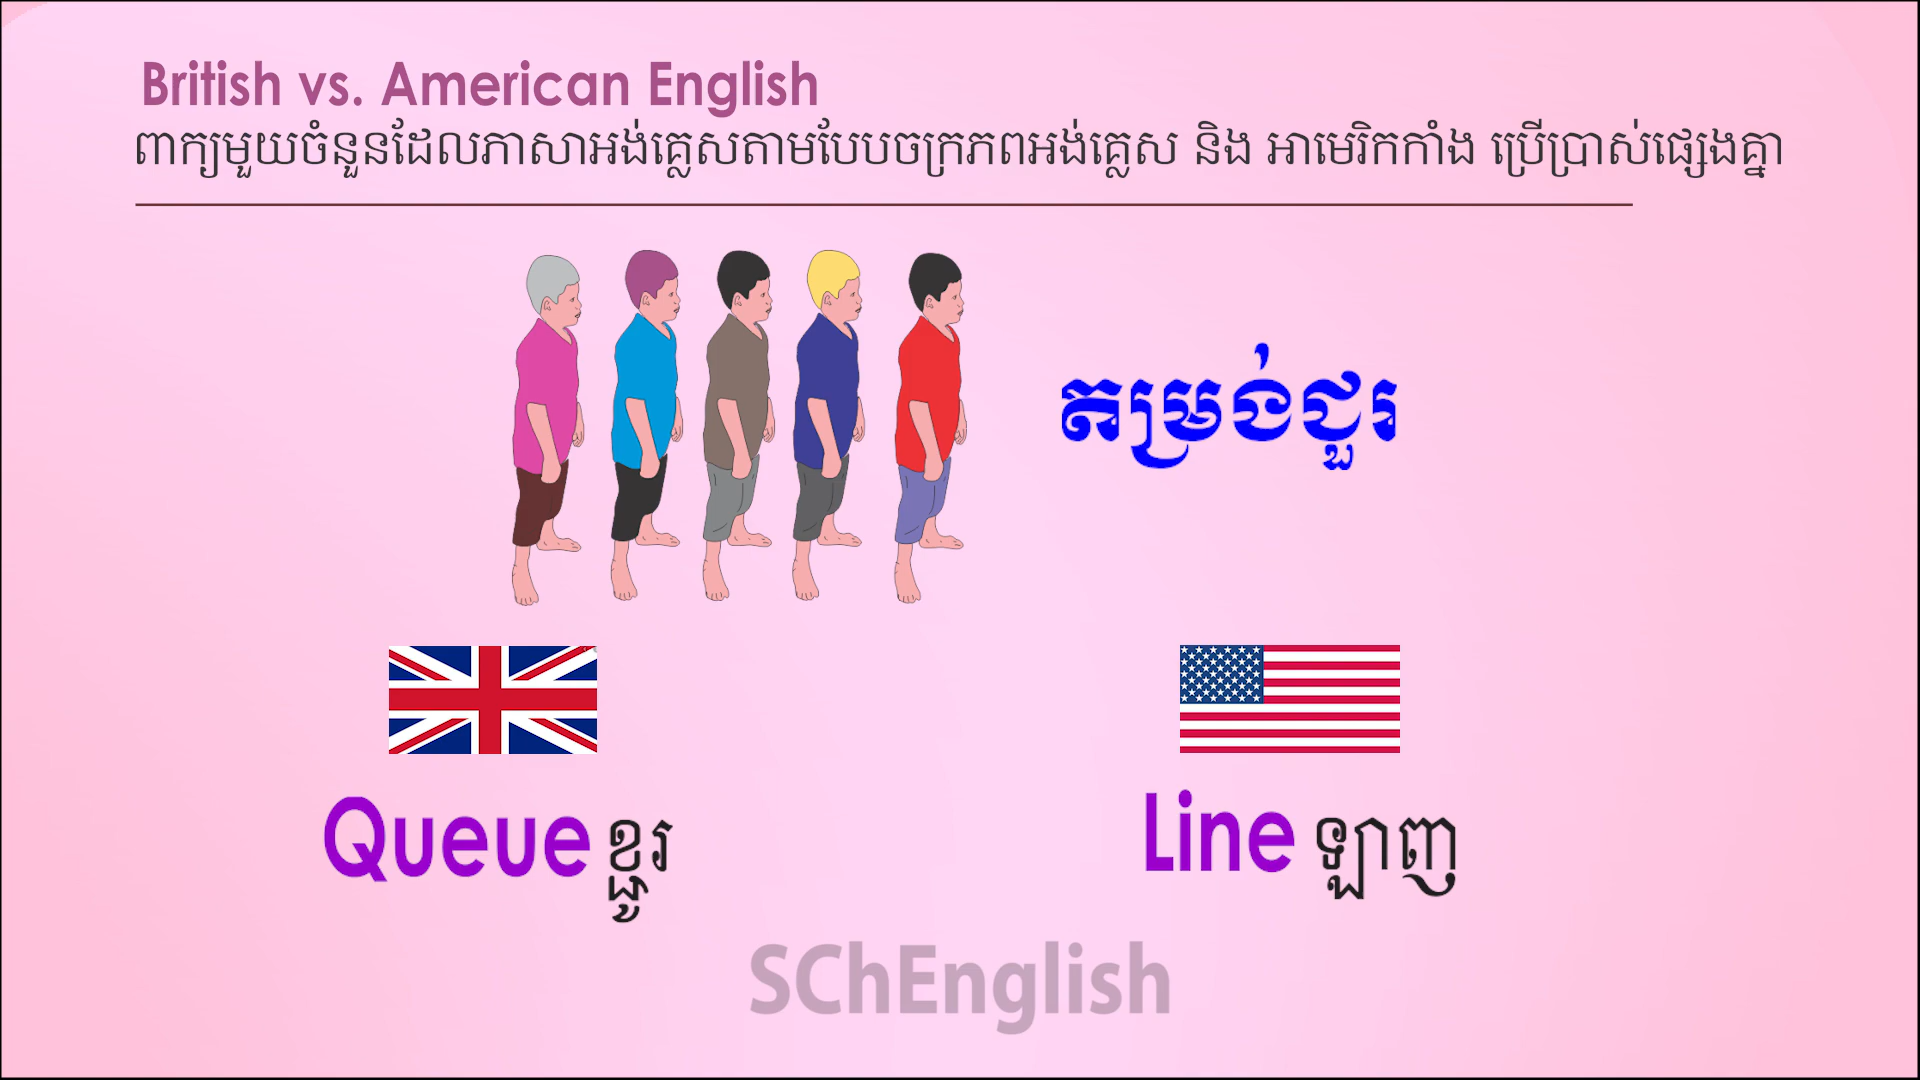 British vs. American English
ពាក្យមួយចំនួនដែលភាសាអង់គ្លេសតាមបែបចក្រភពអង់គ្លេស និង អាមេរិកកាំង ប្រើប្រាស់ផ្សេងគ្នា
តម្រង់ជួរ
Queue ខ្យូរ
Line ឡាញ
SChEnglish